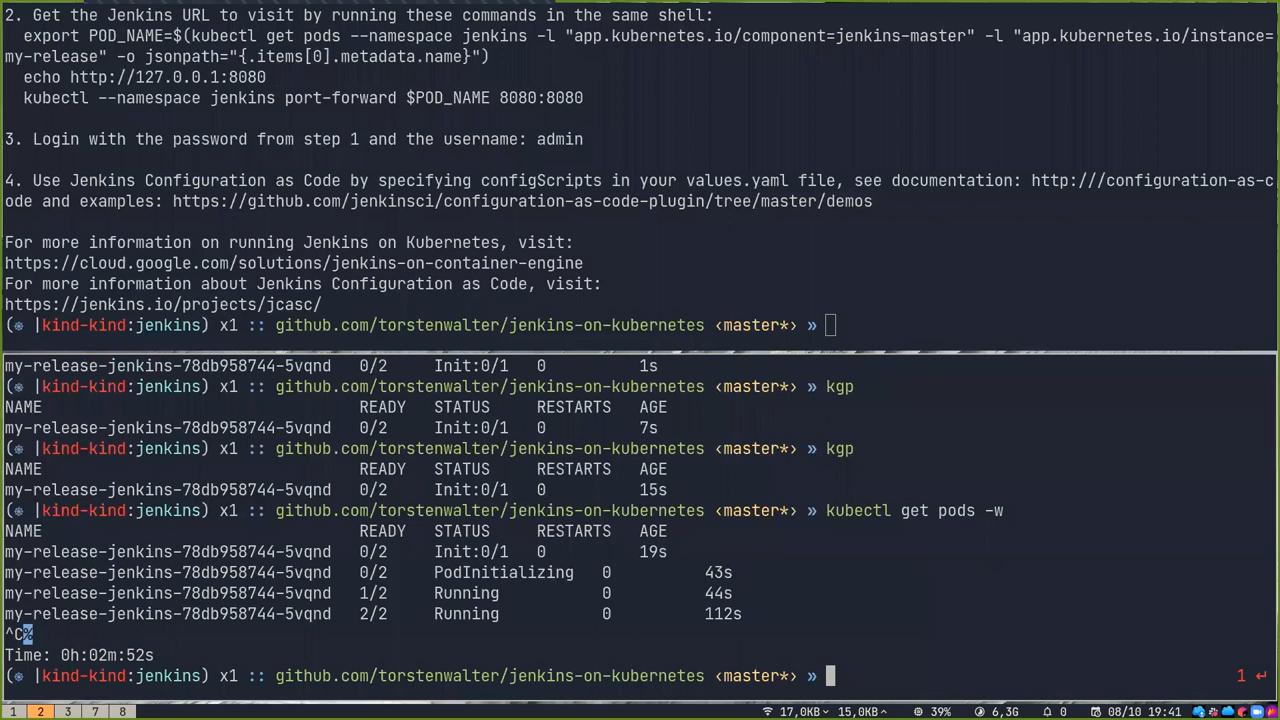 2. Get the Jenkins URL to visit by running these commands in the same shell:
export POD_NAME=$(kubectl get pods --namespace jenkins -l "app.kubernetes.io/component=jenkins-master" -l "app.kubernetes.io/instance=
my-release" -o jsonpath="{.items[0].metadata.name}")
echo http://127.0.0.1:8080
kubectl --namespace jenkins port-forward $POD_NAME 8080:8080
3. Login with the password from step 1 and the username: admin
4. Use Jenkins Configuration as Code by specifying configScripts in your values.yaml file, see documentation: http:///configuration-as-c
ode and examples: https://github.com/jenkinsci/configuration-as-code-plugin/tree/master/demos
For more information on running Jenkins on Kubernetes, visit:
https://cloud.google.com/solutions/jenkins-on-container-engine
For more information about Jenkins Configuration as Code, visit:
https://jenkins.io/projects/jcasc/
(⎈ |kind-kind:jenkins) x1 :: github.com/torstenwalter/jenkins-on-kubernetes ‹master*› »
my-release-jenkins-78db958744-5vqnd 0/2 Init:0/1 0 1s
(⎈ |kind-kind:jenkins) x1 :: github.com/torstenwalter/jenkins-on-kubernetes ‹master*› » kgp
NAME READY STATUS RESTARTS AGE
my-release-jenkins-78db958744-5vqnd 0/2 Init:0/1 0 7s
(⎈ |kind-kind:jenkins) x1 :: github.com/torstenwalter/jenkins-on-kubernetes ‹master*› » kgp
NAME READY STATUS RESTARTS AGE
my-release-jenkins-78db958744-5vqnd 0/2 Init:0/1 0 15s
(⎈ |kind-kind:jenkins) x1 :: github.com/torstenwalter/jenkins-on-kubernetes ‹master*› » kubectl get pods -w
NAME READY STATUS RESTARTS AGE
my-release-jenkins-78db958744-5vqnd 0/2 Init:0/1 0 19s
my-release-jenkins-78db958744-5vqnd 0/2 PodInitializing 0 43s
my-release-jenkins-78db958744-5vqnd 1/2 Running 0 44s
my-release-jenkins-78db958744-5vqnd 2/2 Running 0 112s
^C%
Time: 0h:02m:52s
(⎈ |kind-kind:jenkins) x1 :: github.com/torstenwalter/jenkins-on-kubernetes ‹master*› » 1 ↵
1 2 3 7 8 17,0KB 15,0KB 39% 6,3G 0 08/10 19:41